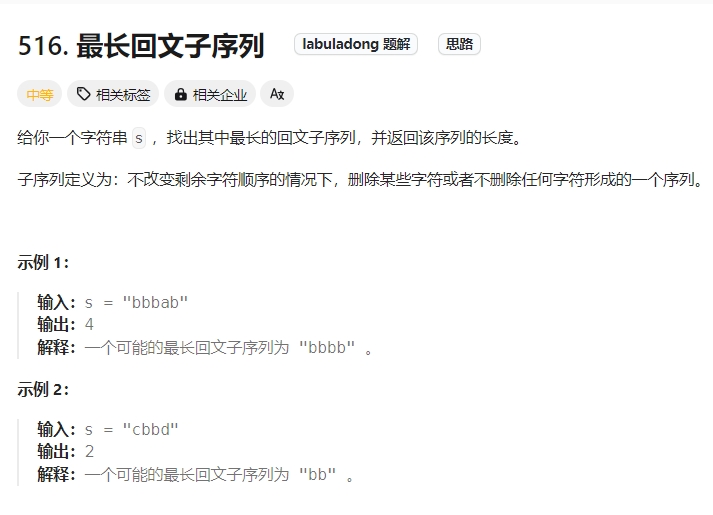 516. 最长回文子序列 labuladong 题解 思路
中等 相关标签 相关企业 Aあ
给你一个字符串 s ，找出其中最长的回文子序列，并返回该序列的长度。
子序列定义为：不改变剩余字符顺序的情况下，删除某些字符或者不删除任何字符形成的一个序列。
示例 1：
输入：s = "bbbab"
输出：4
解释：一个可能的最长回文子序列为 "bbbb" 。
示例 2：
输入：s = "cbbd"
输出：2
解释：一个可能的最长回文子序列为 "bb" 。